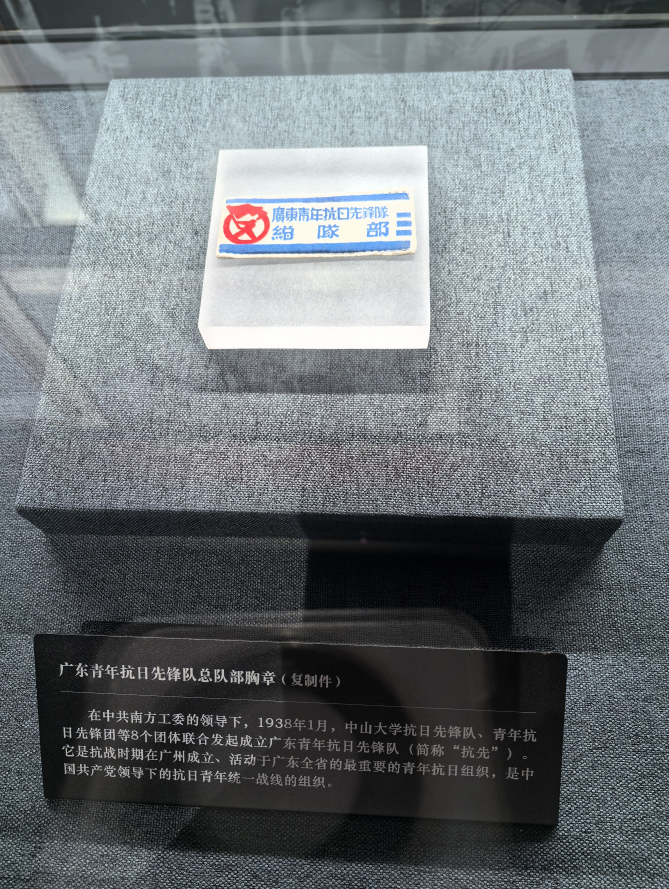 廣東青年抗日先鋒隊
總隊部
广东青年抗日先锋队总队部胸章（复制件）
在中共南方工委的领导下，1938年1月，中山大学抗日先锋队、青年抗
日先锋团等8个团体联合发起成立广东青年抗日先锋队（简称“抗先”）。
它是抗战时期在广州成立、活动于广东全省的最重要的青年抗日组织，是中
国共产党领导下的抗日青年统一战线的组织。